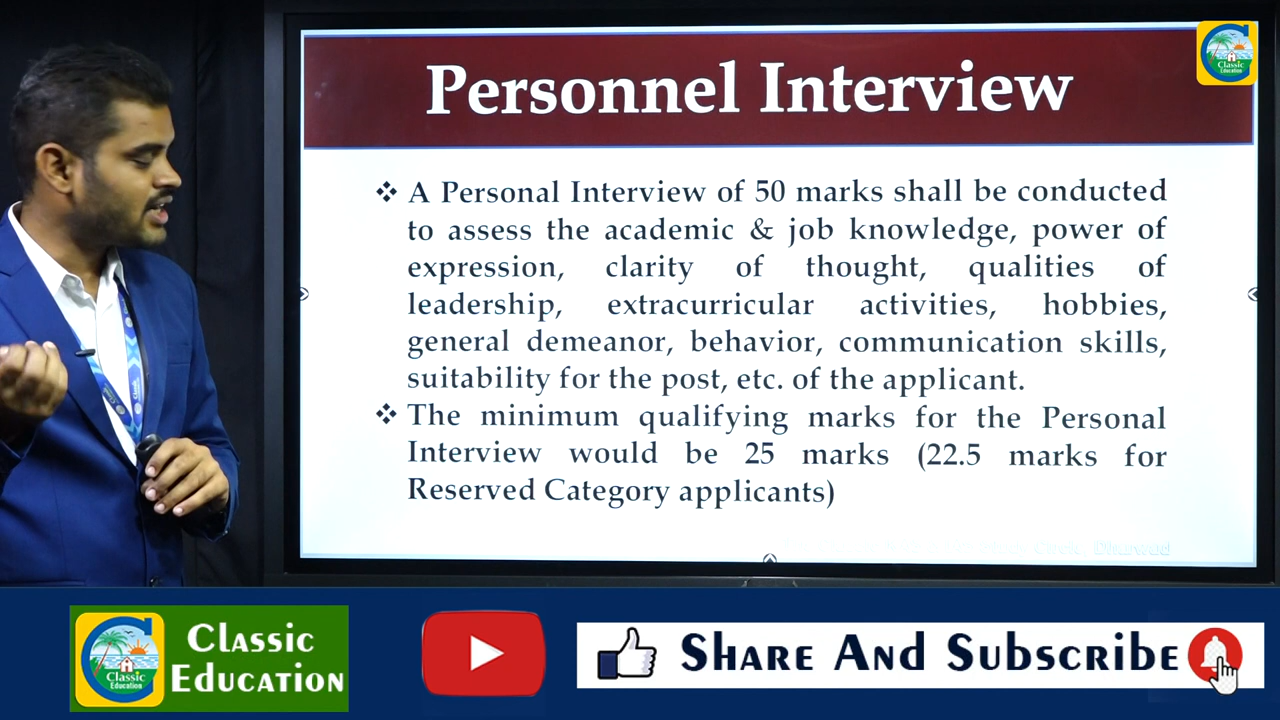 Personnel Interview
Classic
Education
❖ A Personal Interview of 50 marks shall be conducted
to assess the academic & job knowledge, power of
expression, clarity of thought, qualities of
leadership, extracurricular activities, hobbies,
general demeanor, behavior, communication skills,
suitability for the post, etc. of the applicant.
❖ The minimum qualifying marks for the Personal
Interview would be 25 marks (22.5 marks for
Reserved Category applicants)
Dharwad
Classic
Education
Classic
Education
Share And Subscribe